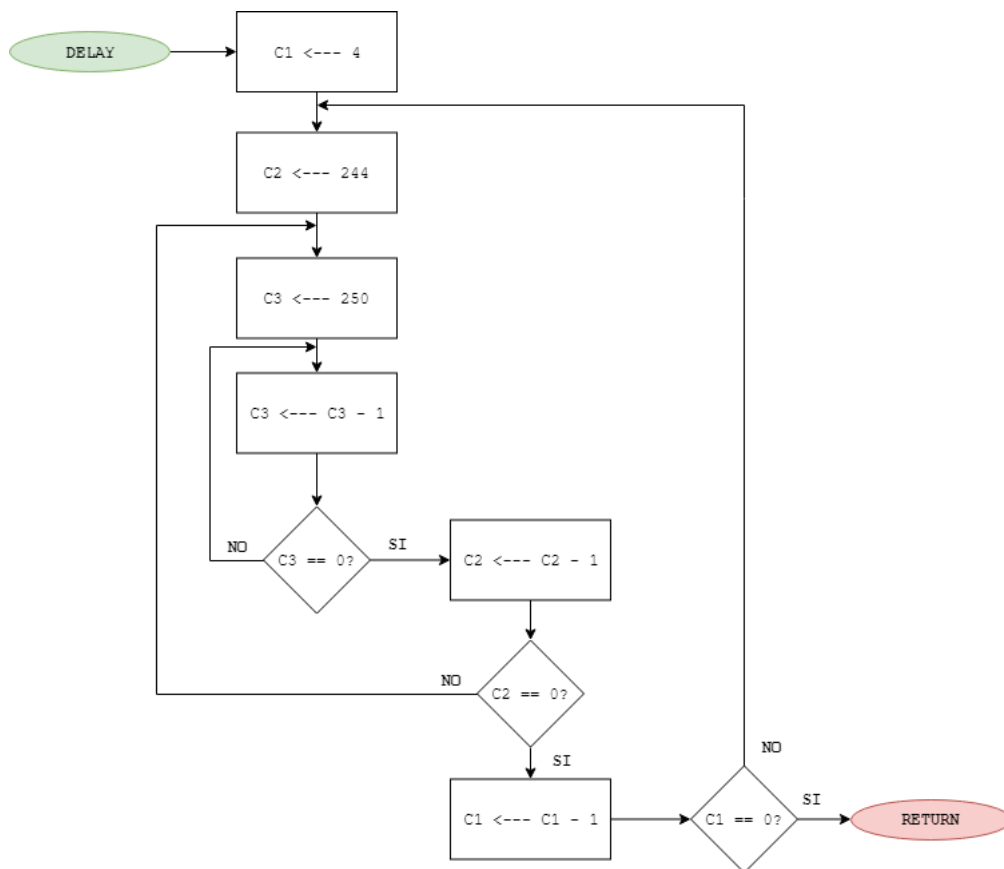 DELAY
C1 <--- 4
C2 <--- 244
C3 <--- 250
C3 <--- C3 - 1
C3 == 0?
NO
SI
C2 <--- C2 - 1
C2 == 0?
NO
SI
C1 <--- C1 - 1
C1 == 0?
NO
SI
RETURN